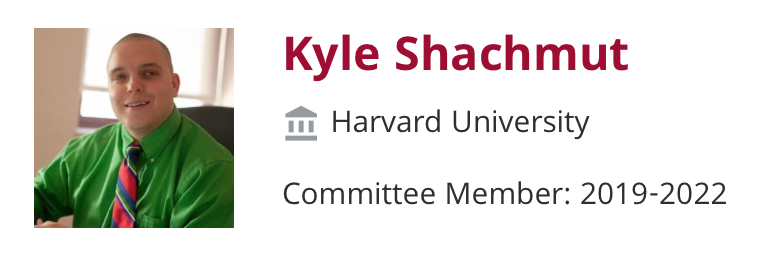 Kyle Shachmut
Harvard University
Committee Member: 2019-2022